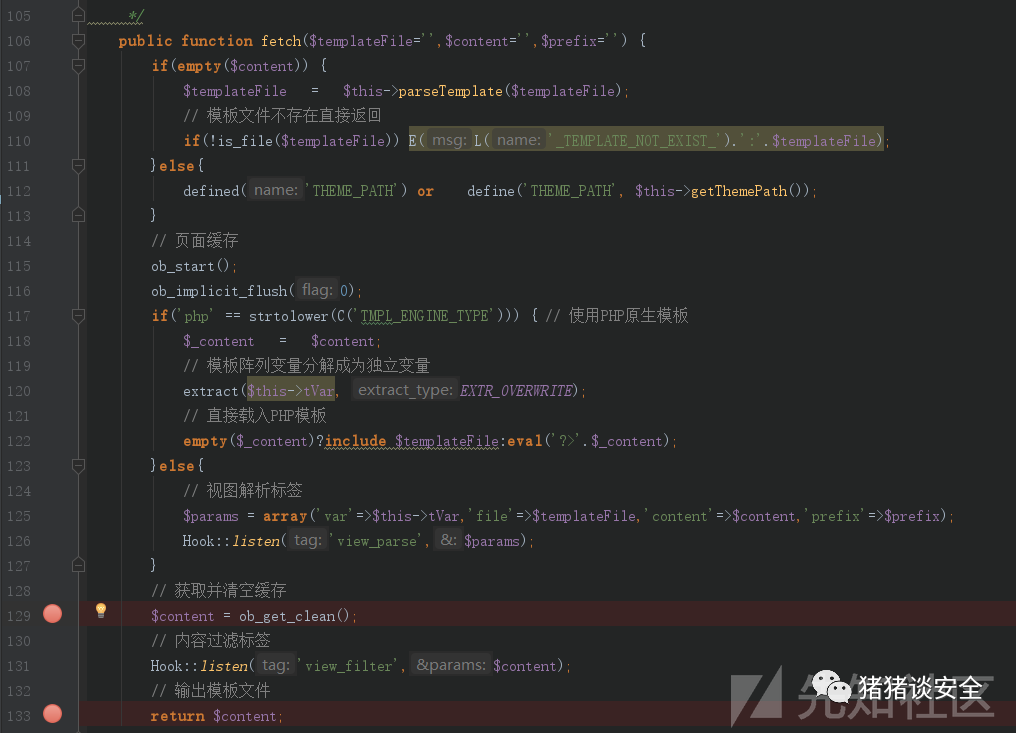 105 */
106 public function fetch($templateFile='',$content='',$prefix='') {
107 if(empty($content)) {
108 $templateFile = $this->parseTemplate($templateFile);
109 // 模板文件不存在直接返回
110 if(!is_file($templateFile)) E( msg: L( name: '_TEMPLATE_NOT_EXIST_').':'.$templateFile);
111 }else{
112 defined( name: 'THEME_PATH') or define('THEME_PATH', $this->getThemePath());
113 }
114 // 页面缓存
115 ob_start();
116 ob_implicit_flush( flag: 0);
117 if('php' == strtolower(C('TMPL_ENGINE_TYPE'))) { // 使用PHP原生模板
118 $_content = $content;
119 // 模板阵列变量分解成为独立变量
120 extract($this->tVar, extract_type: EXTR_OVERWRITE);
121 // 直接载入PHP模板
122 empty($_content)?include $templateFile:eval('?>'.$_content);
123 }else{
124 // 视图解析标签
125 $params = array('var'=>$this->tVar,'file'=>$templateFile,'content'=>$content,'prefix'=>$prefix);
126 Hook::listen( tag: 'view_parse', &: $params);
127 }
128 // 获取并清空缓存
129 $content = ob_get_clean();
130 // 内容过滤标签
131 Hook::listen( tag: 'view_filter', &params: $content);
132 // 输出模板文件
133 return $content;
猪猪谈安全
先知社区